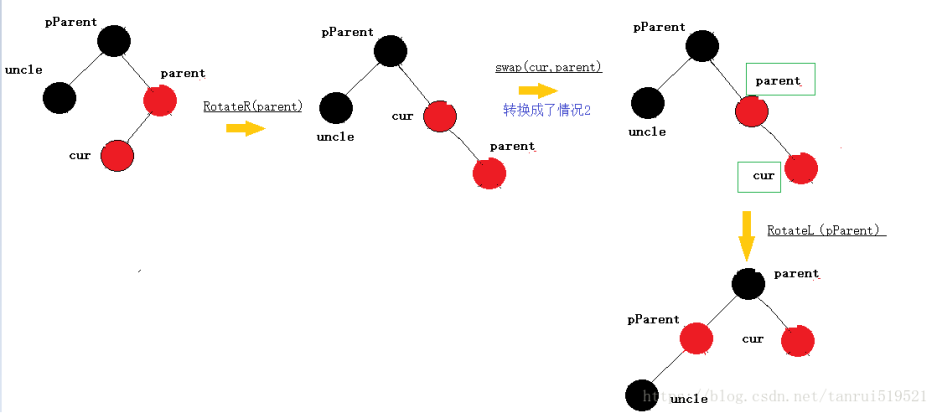 pParent
uncle
parent
cur
RotateR(parent)
pParent
uncle
cur
parent
swap(cur,parent)
转换成了情况2
pParent
uncle
parent
cur
RotateL(pParent)
parent
pParent
cur
uncle
https://blog.csdn.net/tanrui519521